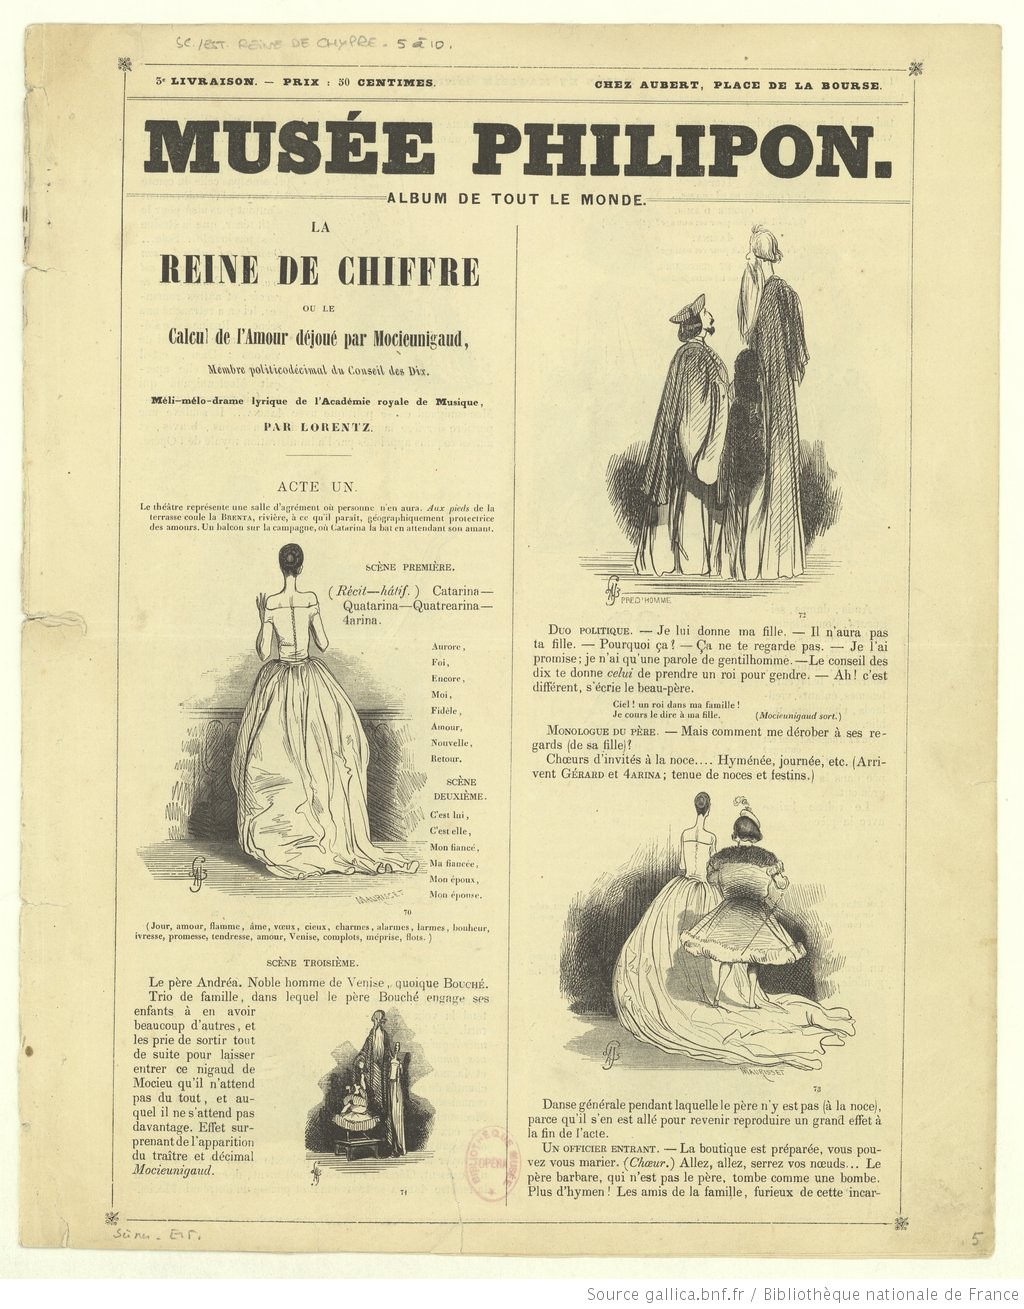 SC./EST. REINE DE CHYPRE - 5 à 10.
3e LIVRAISON. — PRIX : 50 CENTIMES.
CHEZ AUBERT, PLACE DE LA BOURSE.
MUSÉE PHILIPON.
ALBUM DE TOUT LE MONDE.
LA
REINE DE CHIFFRE
OU LE
Calcul de l'Amour déjoué par Mocieunigaud,
Membre politicodécimal du Conseil des Dix.
Méli-mélo-drame lyrique de l'Académie royale de Musique,
PAR LORENTZ.
ACTE UN.
Le théâtre représente une salle d'agrément où personne n'en aura. Aux pieds de la
terrasse coule la BRENTA, rivière, à ce qu'il paraît, géographiquement protectrice
des amours. Un balcon sur la campagne, où Catarina la bat en attendant son amant.
SCÈNE PREMIÈRE.
(Récit—hâtif.) Catarina—
Quatarina—Quatrearina—
4arina.
Aurore,
Foi,
Encore,
Moi,
Fidèle,
Amour,
Nouvelle,
Retour.
SCÈNE
DEUXIÈME.
C'est lui,
C'est elle,
Mon fiancé,
Ma fiancée,
Mon époux,
Mon épouse.
MAURISSET
70
(Jour, amour, flamme, âme, vœux, cieux, charmes, alarmes, larmes, bonheur,
ivresse, promesse, tendresse, amour, Venise, complots, méprise, flots.)
SCÈNE TROISIÈME.
Le père Andréa. Noble homme de Venise, quoique BOUCHÉ.
Trio de famille, dans lequel le père Bouché engage ses
enfants à en avoir
beaucoup d'autres, et
les prie de sortir tout
de suite pour laisser
entrer ce nigaud de
Mocieu qu'il n'attend
pas du tout, et au-
quel il ne s'attend pas
davantage. Effet sur-
prenant de l'apparition
du traître et décimal
Mocieunigaud.
71
BIBLIOTHÈQUE MUSÉE
OPÉRA
PRED'HOMME
72
DUO POLITIQUE. — Je lui donne ma fille. — Il n'aura pas
ta fille. — Pourquoi ça? — Ça ne te regarde pas. — Je l'ai
promise; je n'ai qu'une parole de gentilhomme. — Le conseil des
dix te donne celui de prendre un roi pour gendre. — Ah! c'est
différent, s'écrie le beau-père.
Ciel! un roi dans ma famille!
Je cours le dire à ma fille. (Mocieunigaud sort.)
MONOLOGUE DU PÈRE. — Mais comment me dérober à ses re-
gards (de sa fille)?
Chœurs d'invités à la noce.... Hyménée, journée, etc. (Arri-
vent GÉRARD et 4ARINA; tenue de noces et festins.)
MAURISSET
73
Danse générale pendant laquelle le père n'y est pas (à la noce),
parce qu'il s'en est allé pour revenir reproduire un grand effet à
la fin de l'acte.
UN OFFICIER ENTRANT. — La boutique est préparée, vous pou-
vez vous marier. (Chœur.) Allez, allez, serrez vos nœuds... Le
père barbare, qui n'est pas le père, tombe comme une bombe.
Plus d'hymen! Les amis de la famille, furieux de cette incar-
5
Source gallica.bnf.fr / Bibliothèque nationale de France